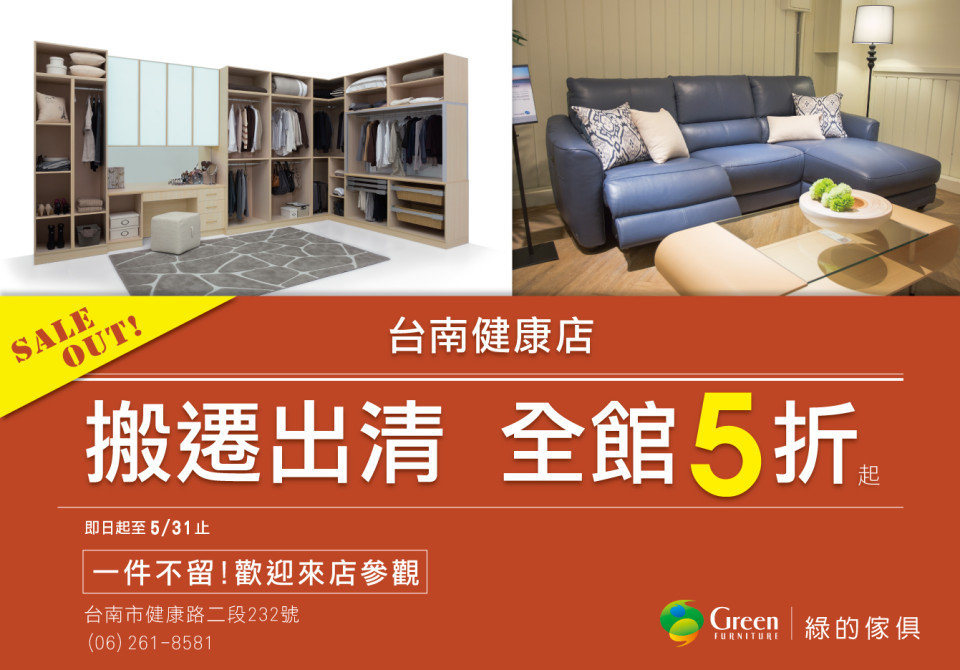 SALE
OUT!
台南健康店
搬遷出清 全館5折起
即日起至5/31止
一件不留!歡迎來店參觀
台南市健康路二段232號
(06) 261-8581
Green
FURNITURE
綠的傢俱